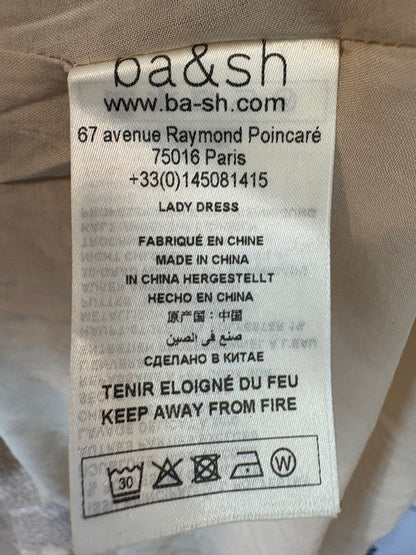 ba&sh
www.ba-sh.com
67 avenue Raymond Poincaré
75016 Paris
+33(0)145081415
LADY DRESS
FABRIQUÉ EN CHINE
MADE IN CHINA
IN CHINA HERGESTELLT
HECHO EN CHINA
原产国：中国
صنع في الصين
СДЕЛАНО В КИТАЕ
TENIR ELOIGNÉ DU FEU
KEEP AWAY FROM FIRE
30 W